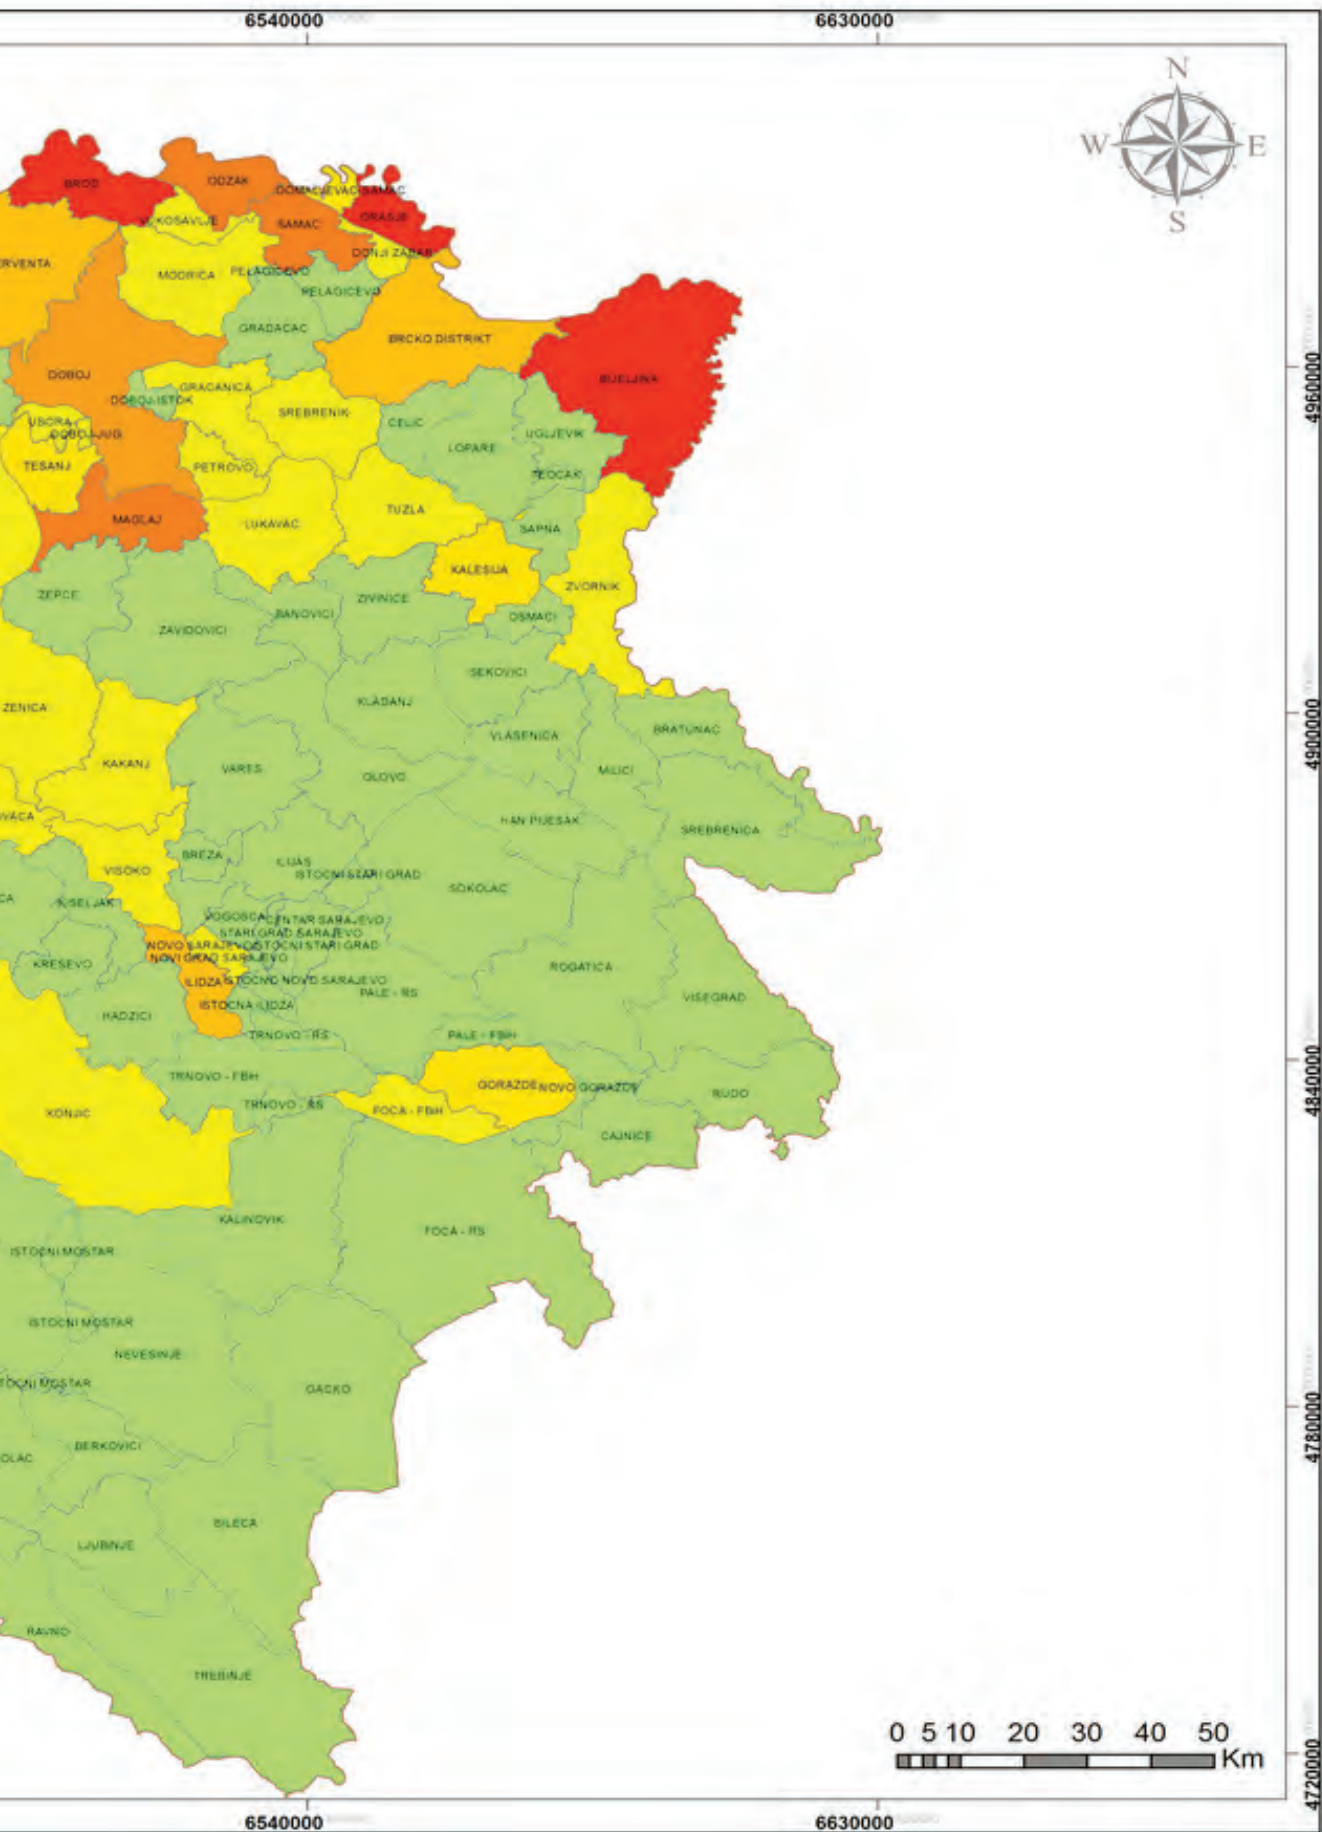 6540000
6630000
N
W
E
S
BROD
ODZAK
DOMALJEVAC/SAMAC
ORASJE
VUKOSAVLJE
SAMAC
DONJI ZABAR
RVENTA
MODRICA
PELAGICEVO
PELAGICEVO
GRADACAC
BRCKO DISTRIKT
BIJELJINA
DOBOJ
GRACANICA
DOBOJ ISTOK
SREBRENIK
4960000
USORA
DOBOJ JUG
CELIC
UGLJEVIK
LOPARE
TESANJ
PETROVO
TEOCAK
TUZLA
MAGLAJ
LUKAVAC
SAPNA
KALESIJA
ZVORNIK
ZEPCE
ZIVINICE
BANOVICI
OSMACI
ZAVIDOVICI
SEKOVICI
KLADANJ
ZENICA
4900000
VLASENICA
BRATUNAC
KAKANJ
VARES
OLOVO
MILICI
VACA
HAN PIJESAK
SREBRENICA
BREZA
VISOKO
ILIJAS
ISTOCNI STARI GRAD
SOKOLAC
CA
KISELJAK
VOGOSCA
CENTAR SARAJEVO
STARI GRAD SARAJEVO
NOVO SARAJEVO
ISTOCNI STARI GRAD
NOVI GRAD SARAJEVO
KRESEVO
ROGATICA
ILIDZA
ISTOCNO NOVO SARAJEVO
PALE - RS
VISEGRAD
ISTOCNA ILIDZA
HADZICI
TRNOVO - RS
PALE - FBIH
4840000
TRNOVO - FBIH
GORAZDE
NOVO GORAZDE
RUDO
TRNOVO - RS
FOCA - FBIH
KONJIC
CAJNICE
KALINOVIK
FOCA - RS
ISTOCNI MOSTAR
ISTOCNI MOSTAR
NEVESINJE
TOCNI MOSTAR
GACKO
4780000
BERKOVICI
OLAC
BILECA
LJUBINJE
RAVNO
TREBINJE
0 5 10 20 30 40 50
Km
4720000
6540000
6630000